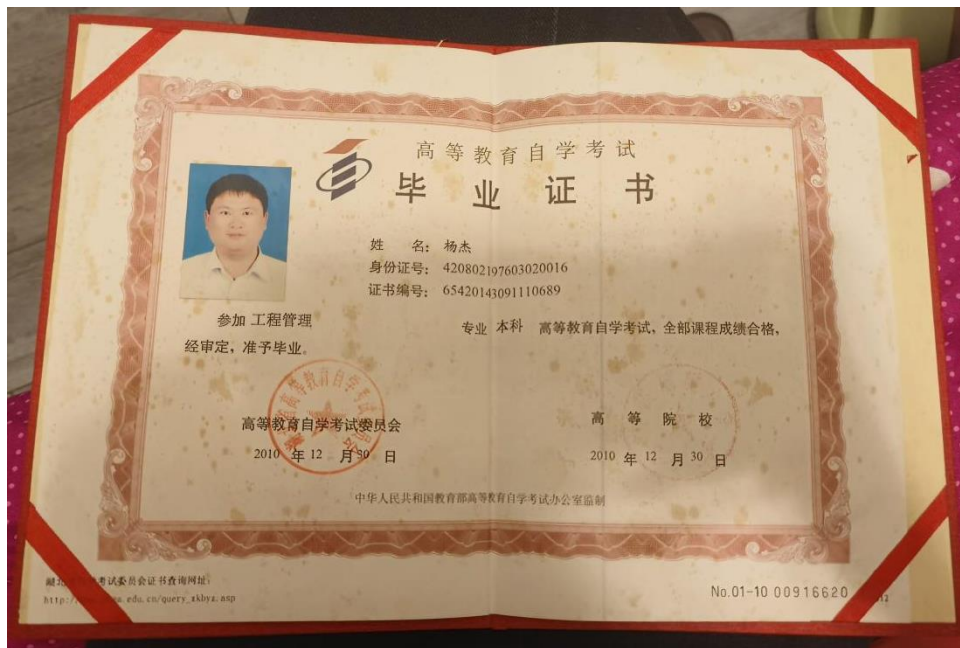 高等教育自学考试
毕业证书
姓 名: 杨杰
身份证号: 420802197603020016
证书编号: 65420143091110689
参加 工程管理 专业 本科 高等教育自学考试, 全部课程成绩合格,
经审定, 准予毕业。
高等教育自学考试委员会 高等院校
2010 年 12 月 30 日 2010 年 12 月 30 日
中华人民共和国教育部高等教育自学考试办公室监制
考试委员会证书查询网址:
No.01-10 00916620